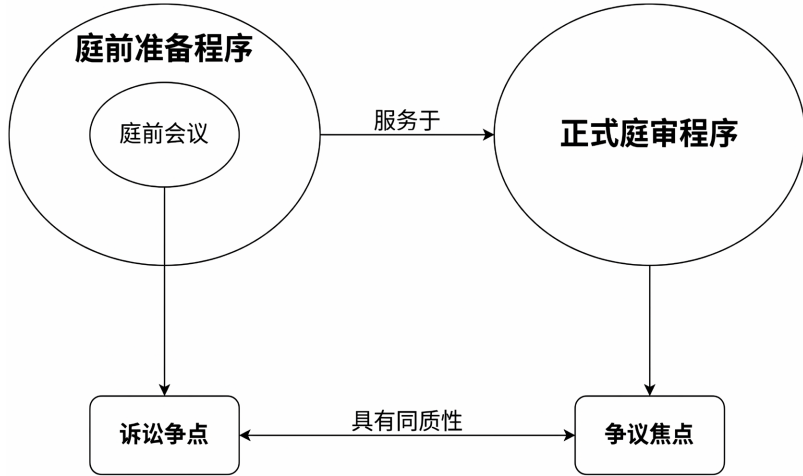 庭前准备程序
庭前会议
服务于
正式庭审程序
诉讼争点
具有同质性
争议焦点